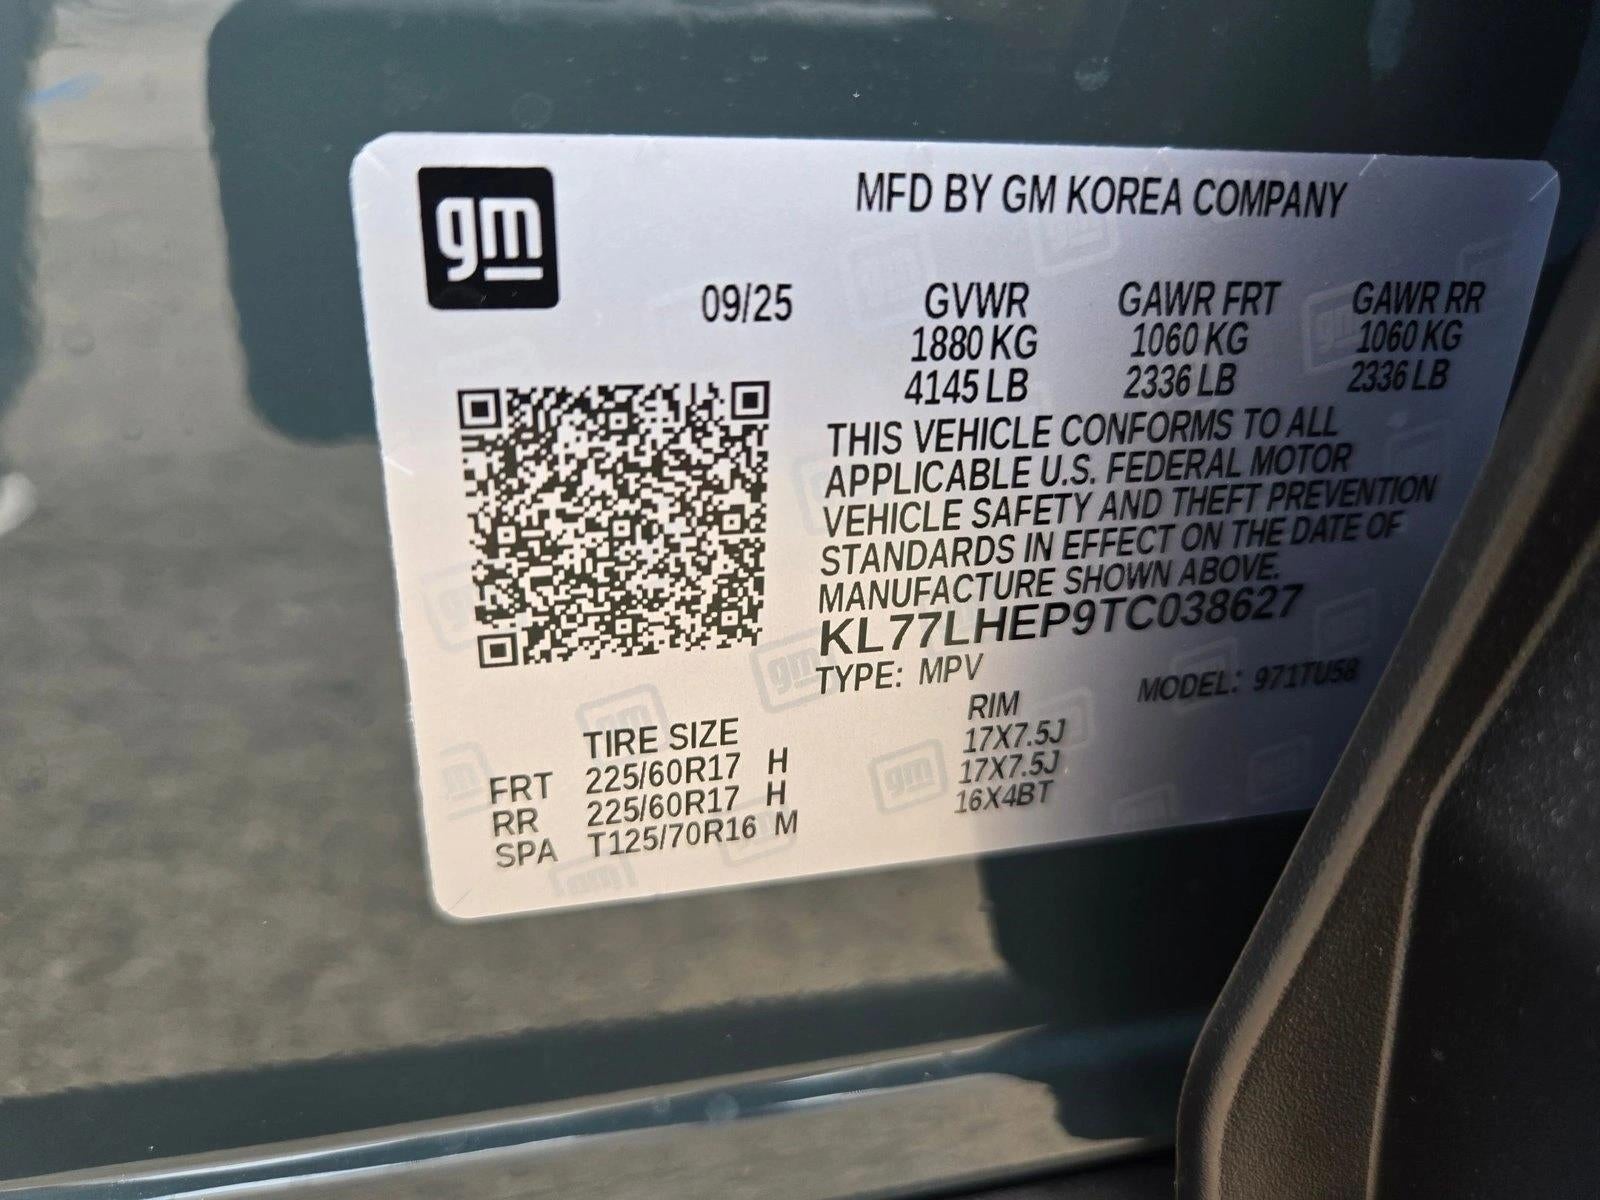 gm
MFD BY GM KOREA COMPANY
09/25 GVWR GAWR FRT GAWR RR
1880 KG 1060 KG 1060 KG
4145 LB 2336 LB 2336 LB
THIS VEHICLE CONFORMS TO ALL
APPLICABLE U.S. FEDERAL MOTOR
VEHICLE SAFETY AND THEFT PREVENTION
STANDARDS IN EFFECT ON THE DATE OF
MANUFACTURE SHOWN ABOVE.
KL77LHEP9TC038627
TYPE: MPV MODEL: 971TU58
TIRE SIZE RIM
FRT 225/60R17 H 17X7.5J
RR 225/60R17 H 17X7.5J
SPA T125/70R16 M 16X4BT